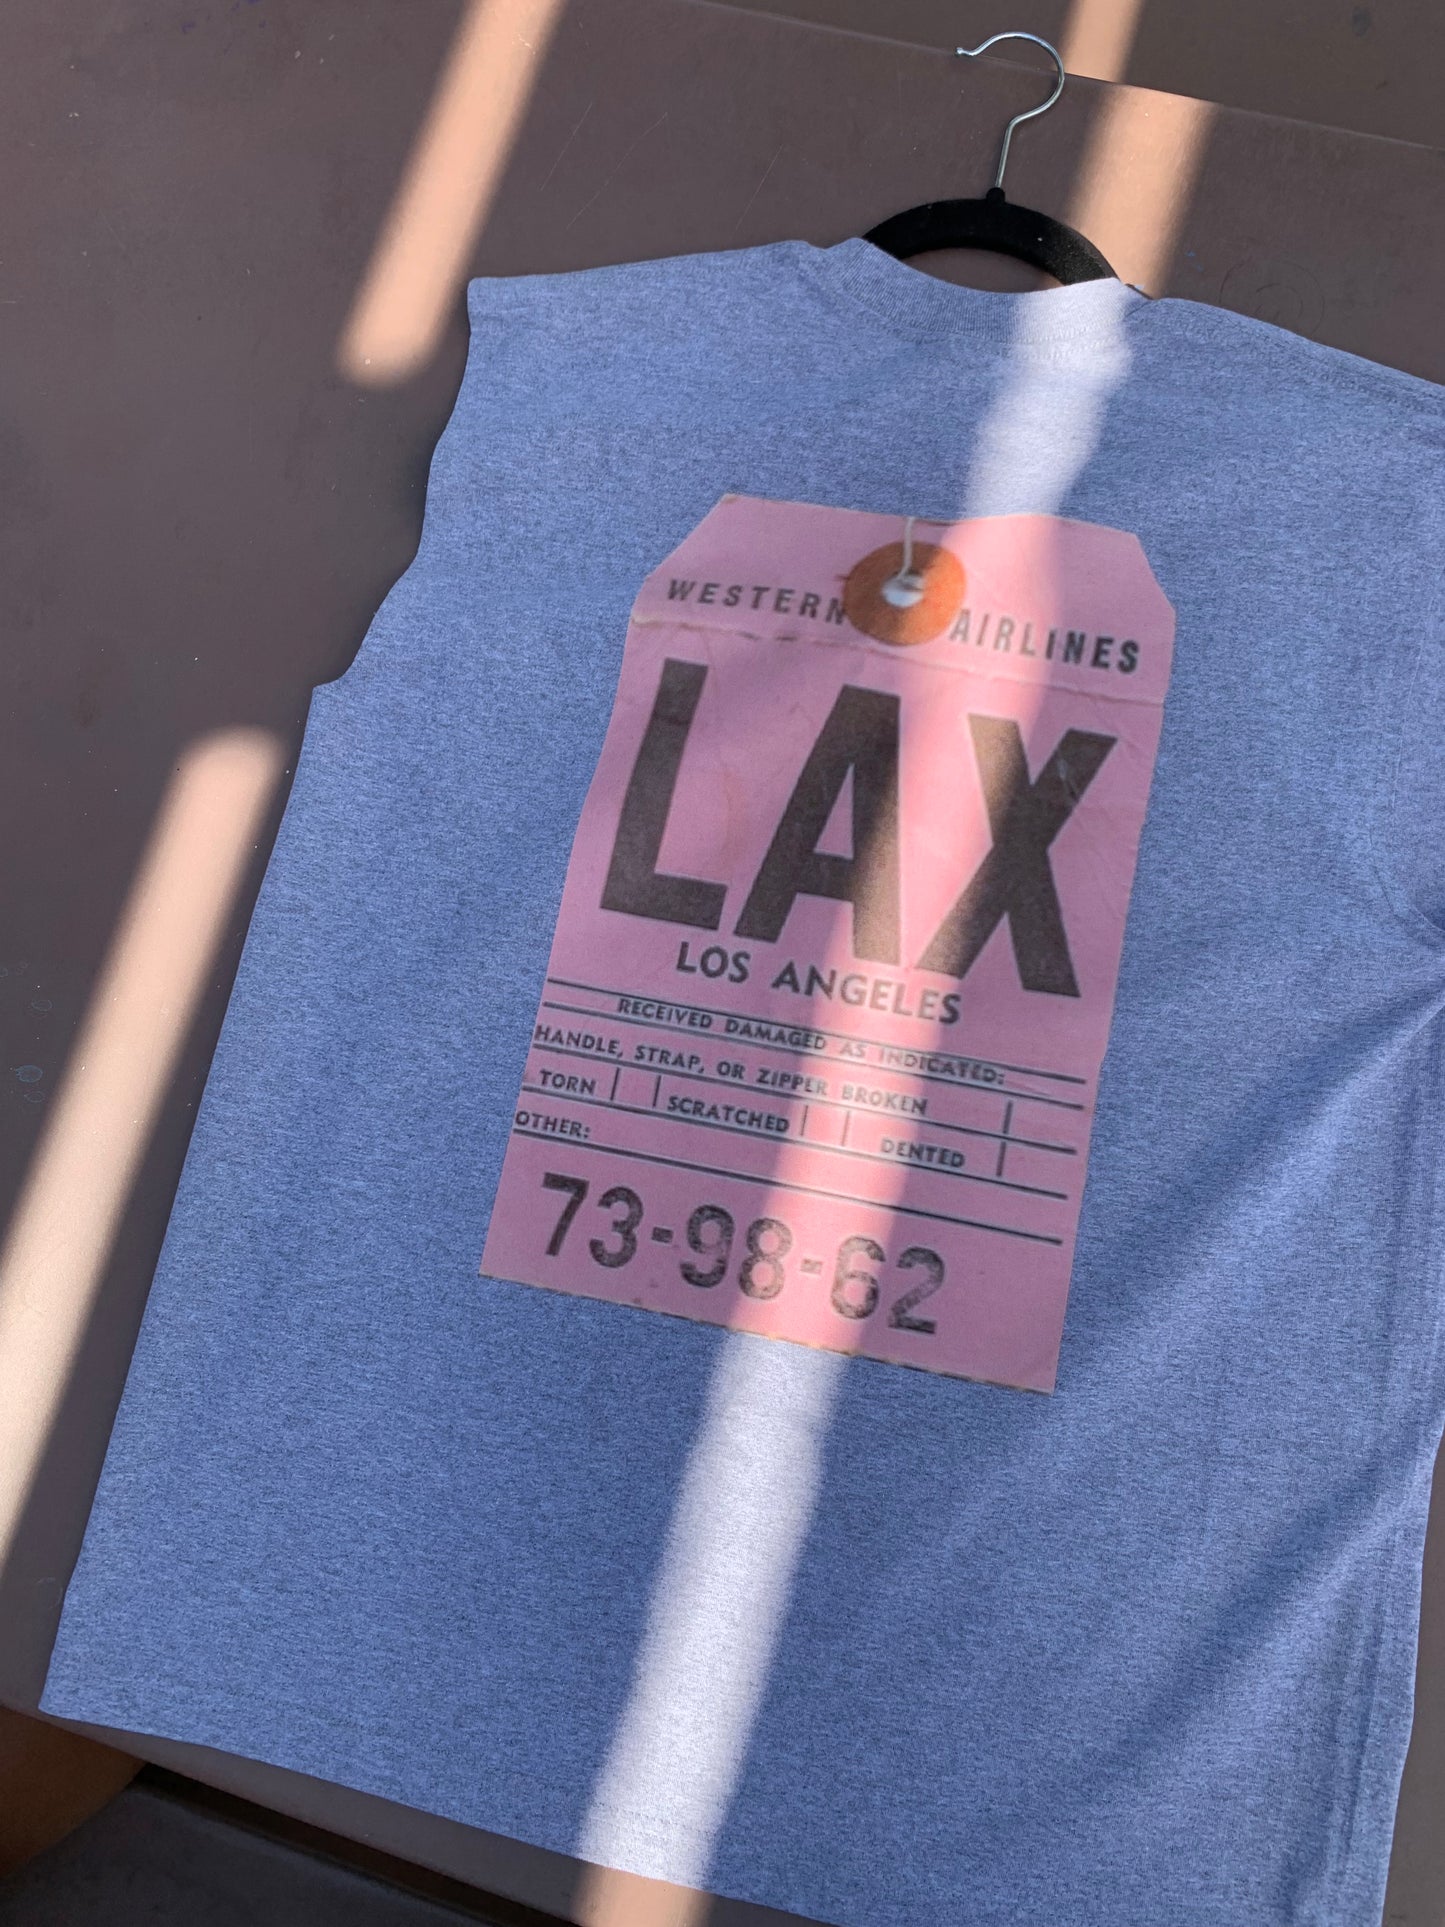 WESTERN AIRLINES
LAX
LOS ANGELES
RECEIVED DAMAGED AS INDICATED:
HANDLE, STRAP, OR ZIPPER BROKEN
TORN SCRATCHED DENTED
OTHER:
73-98-62